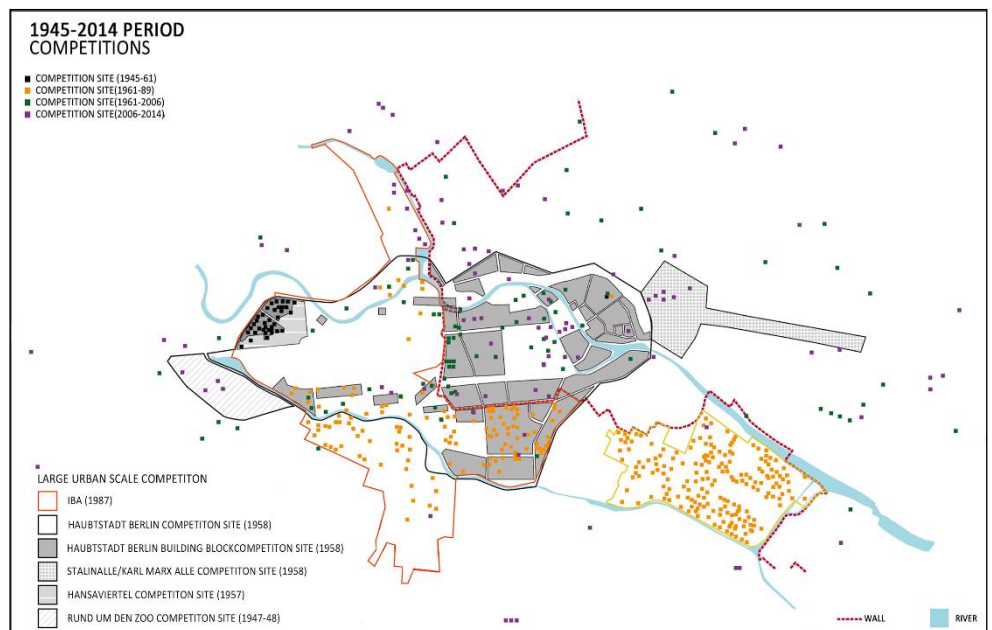 1945-2014 PERIOD
COMPETITIONS
COMPETITION SITE (1945-61)
COMPETITION SITE(1961-89)
COMPETITION SITE(1961-2006)
COMPETITION SITE(2006-2014)
LARGE URBAN SCALE COMPETITON
IBA (1987)
HAUBTSTADT BERLIN COMPETITON SITE (1958)
HAUBTSTADT BERLIN BUILDING BLOCKCOMPETITON SITE (1958)
STALINALLE/KARL MARX ALLE COMPETITON SITE (1958)
HANSAVIERTEL COMPETITON SITE (1957)
RUND UM DEN ZOO COMPETITON SITE (1947-48)
WALL
RIVER